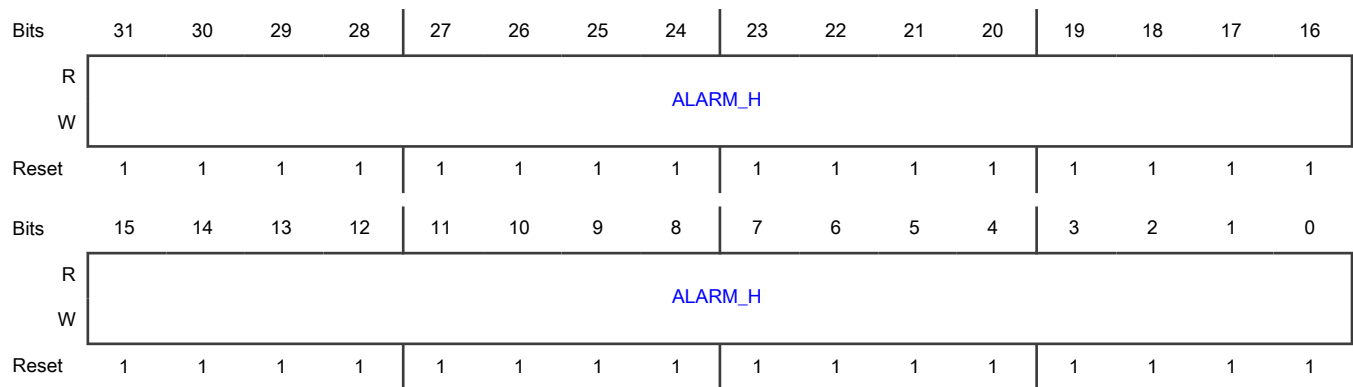 Bits 31 30 29 28 27 26 25 24 23 22 21 20 19 18 17 16
R
ALARM_H
W
Reset 1 1 1 1 1 1 1 1 1 1 1 1 1 1 1 1
Bits 15 14 13 12 11 10 9 8 7 6 5 4 3 2 1 0
R
ALARM_H
W
Reset 1 1 1 1 1 1 1 1 1 1 1 1 1 1 1 1